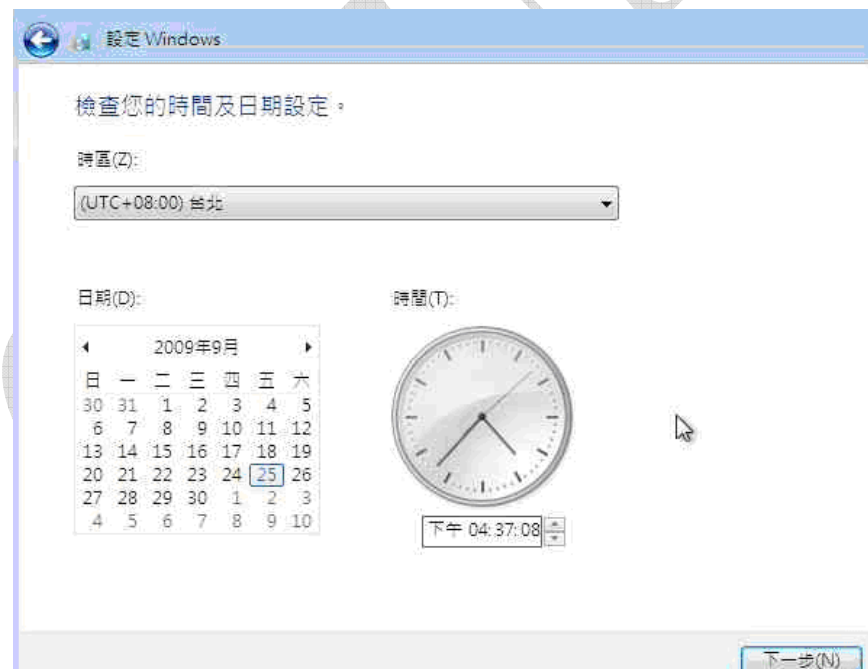 設定 Windows
檢查您的時間及日期設定。
時區(Z):
(UTC+08:00) 台北
日期(D):
時間(T):
2009年9月
日 一 二 三 四 五 六
30 31 1 2 3 4 5
6 7 8 9 10 11 12
13 14 15 16 17 18 19
20 21 22 23 24 25 26
27 28 29 30 1 2 3
4 5 6 7 8 9 10
下午 04:37:08
下一步(N)